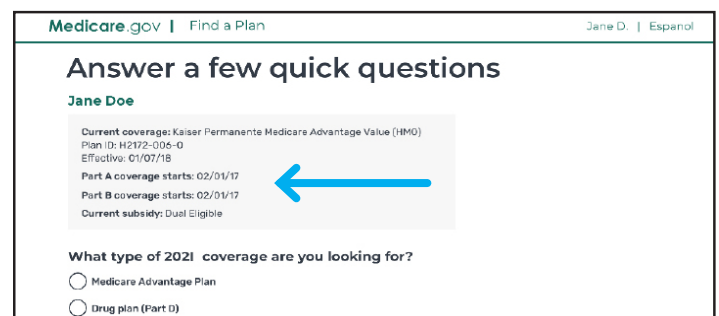 Medicare.gov | Find a Plan Jane D. | Espanol
Answer a few quick questions
Jane Doe
Current coverage: Kaiser Permanente Medicare Advantage Value (HMO)
Plan ID: H2172-006-0
Effective: 01/07/18
Part A coverage starts: 02/01/17
Part B coverage starts: 02/01/17
Current subsidy: Dual Eligible
What type of 2021 coverage are you looking for?
Medicare Advantage Plan
Drug plan (Part D)